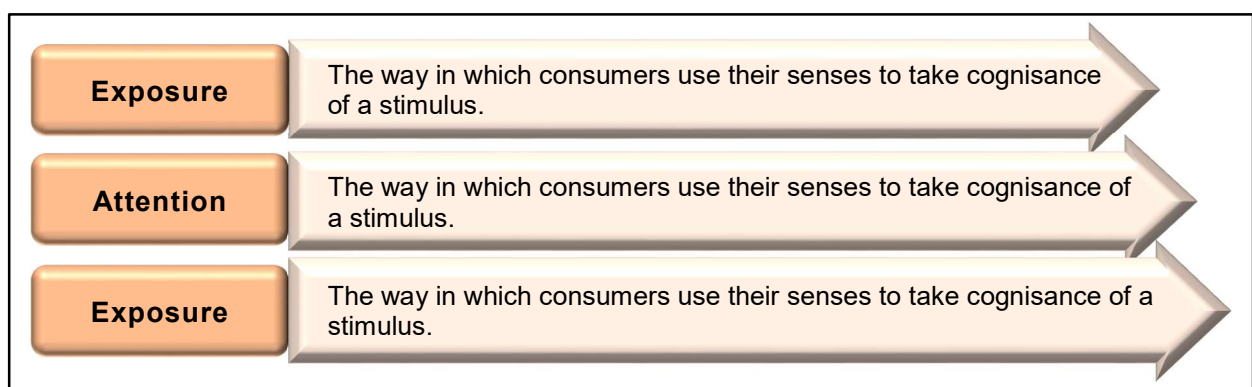 Exposure
The way in which consumers use their senses to take cognisance
of a stimulus.
Attention
The way in which consumers use their senses to take cognisance of
a stimulus.
Exposure
The way in which consumers use their senses to take cognisance of a
stimulus.